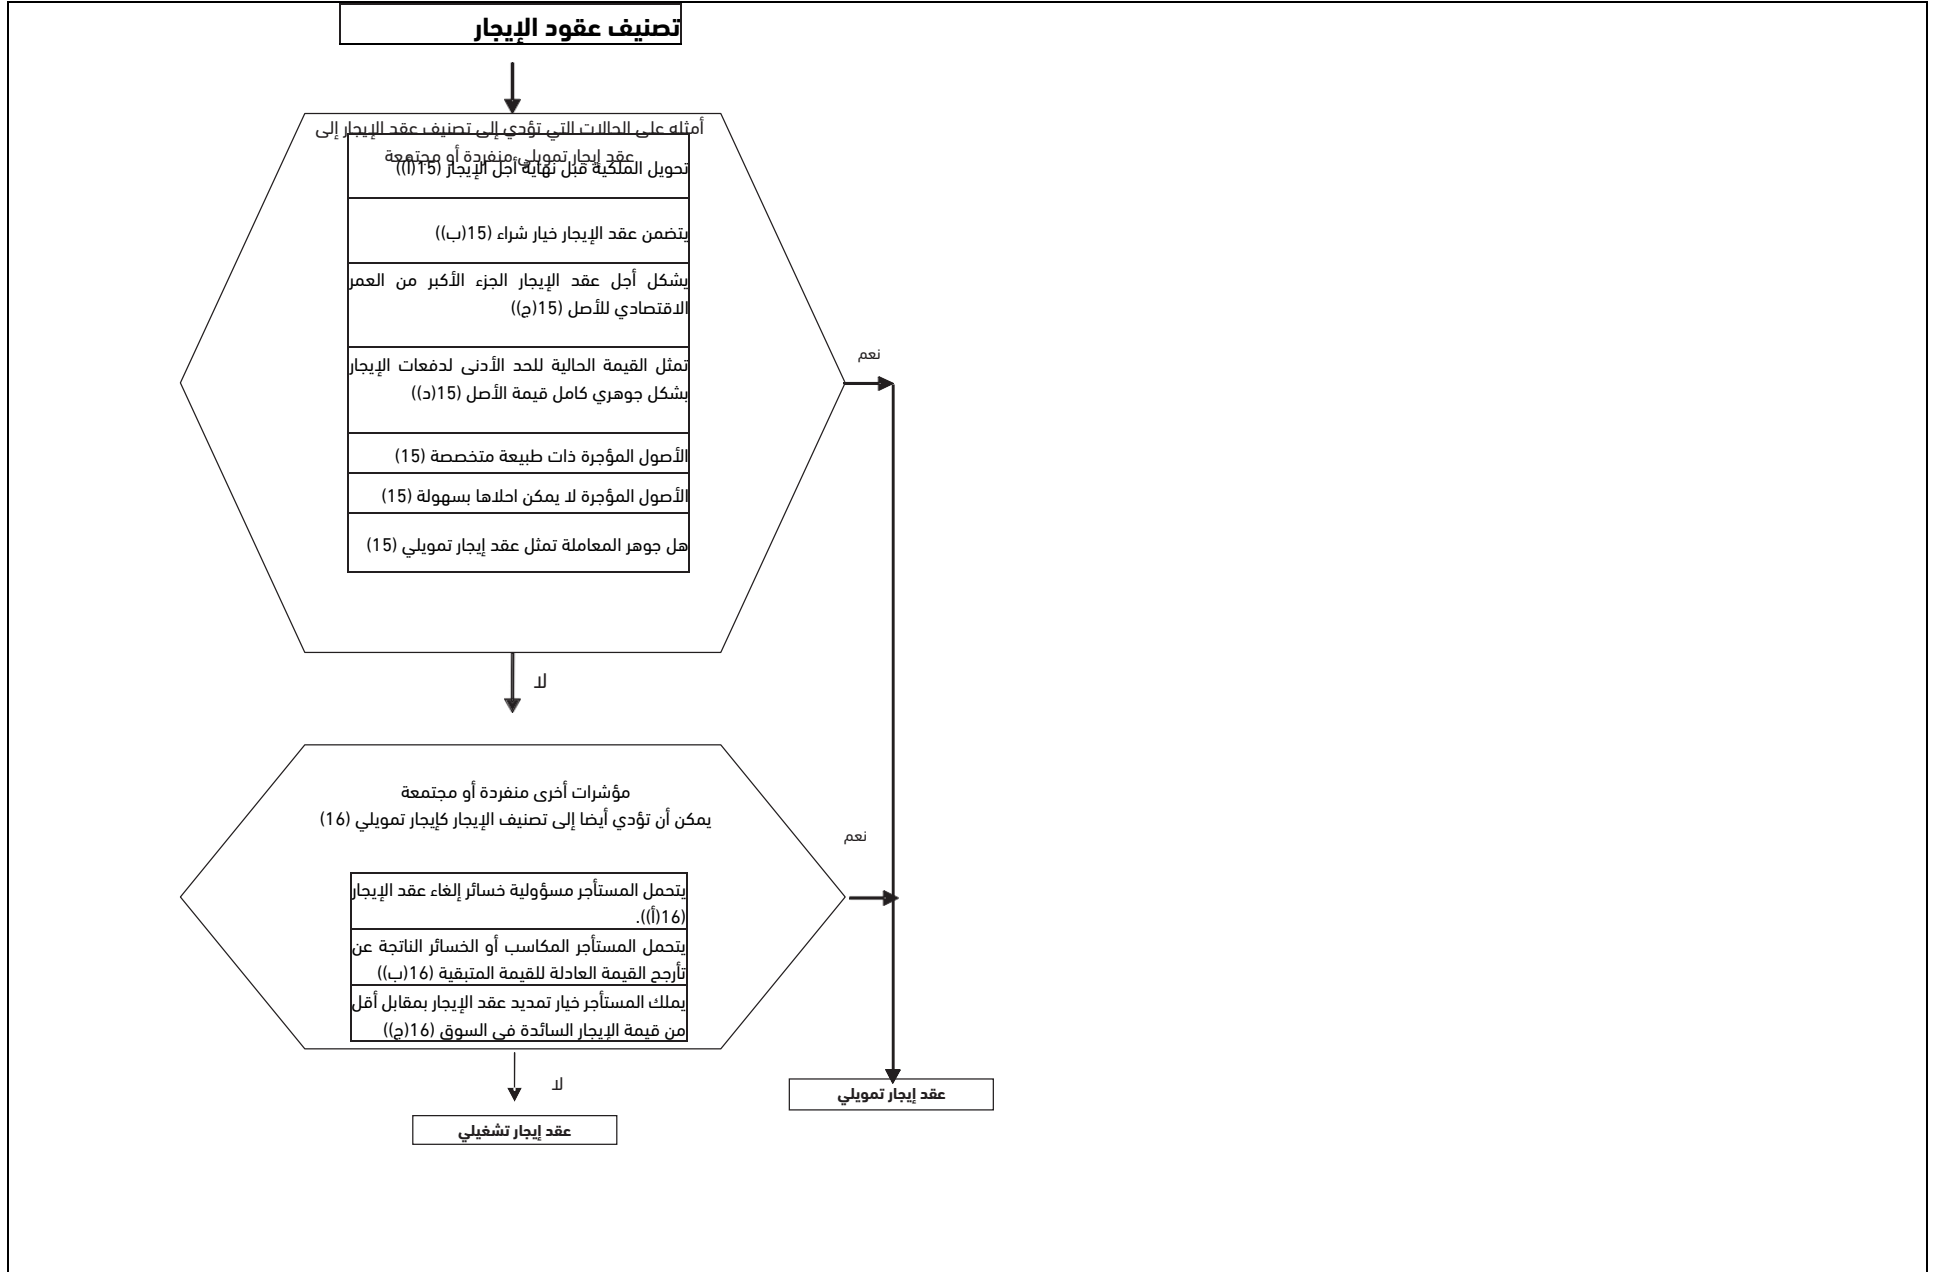 تصنيف عقود الإيجار
أمثله على الحالات التي تؤدي إلى تصنيف عقد الإيجار إلى
عقد إيجار تمويلي منفردة أو مجتمعة
تحويل الملكية قبل نهاية أجل الإيجار (15(أ))
يتضمن عقد الإيجار خيار شراء (15(ب))
يشكل أجل عقد الإيجار الجزء الأكبر من العمر
الاقتصادي للأصل (15(ج))
نعم
تمثل القيمة الحالية للحد الأدنى لدفعات الإيجار
بشكل جوهري كامل قيمة الأصل (15(د))
الأصول المؤجرة ذات طبيعة متخصصة (15)
الأصول المؤجرة لا يمكن احلاها بسهولة (15)
هل جوهر المعاملة تمثل عقد إيجار تمويلي (15)
لا
مؤشرات أخرى منفردة أو مجتمعة
يمكن أن تؤدي أيضا إلى تصنيف الإيجار كإيجار تمويلي (16)
نعم
يتحمل المستأجر مسؤولية خسائر إلغاء عقد الإيجار
(16(أ)).
يتحمل المستأجر المكاسب أو الخسائر الناتجة عن
تأرجح القيمة العادلة للقيمة المتبقية (16(ب))
يملك المستأجر خيار تمديد عقد الإيجار بمقابل أقل
من قيمة الإيجار السائدة في السوق (16(ج))
لا
عقد إيجار تمويلي
عقد إيجار تشغيلي